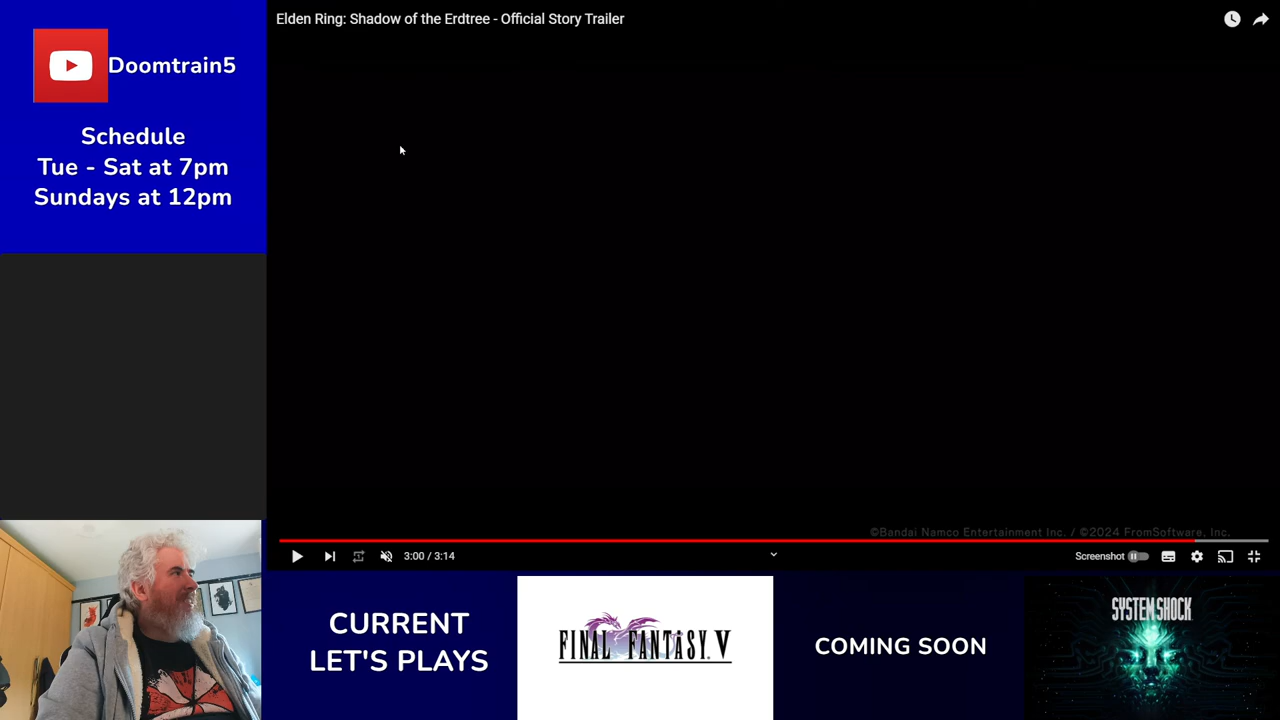 Elden Ring: Shadow of the Erdtree - Official Story Trailer
Doomtrain5
Schedule
Tue - Sat at 7pm
Sundays at 12pm
©Bandai Namco Entertainment Inc. / ©2024 FromSoftware, Inc.
3:00 / 3:14
Screenshot
CURRENT
LET'S PLAYS
FINAL FANTASY V
COMING SOON
SYSTEM SHOCK